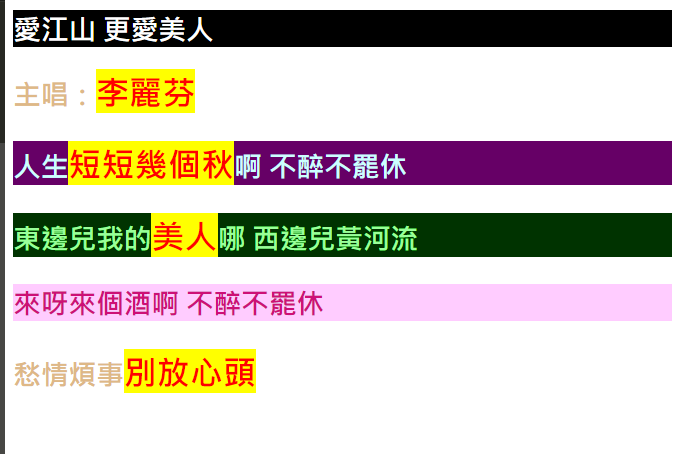 愛江山 更愛美人
主唱：李麗芬
人生短短幾個秋啊 不醉不罷休
東邊兒我的美人哪 西邊兒黃河流
來呀來個酒啊 不醉不罷休
愁情煩事別放心頭